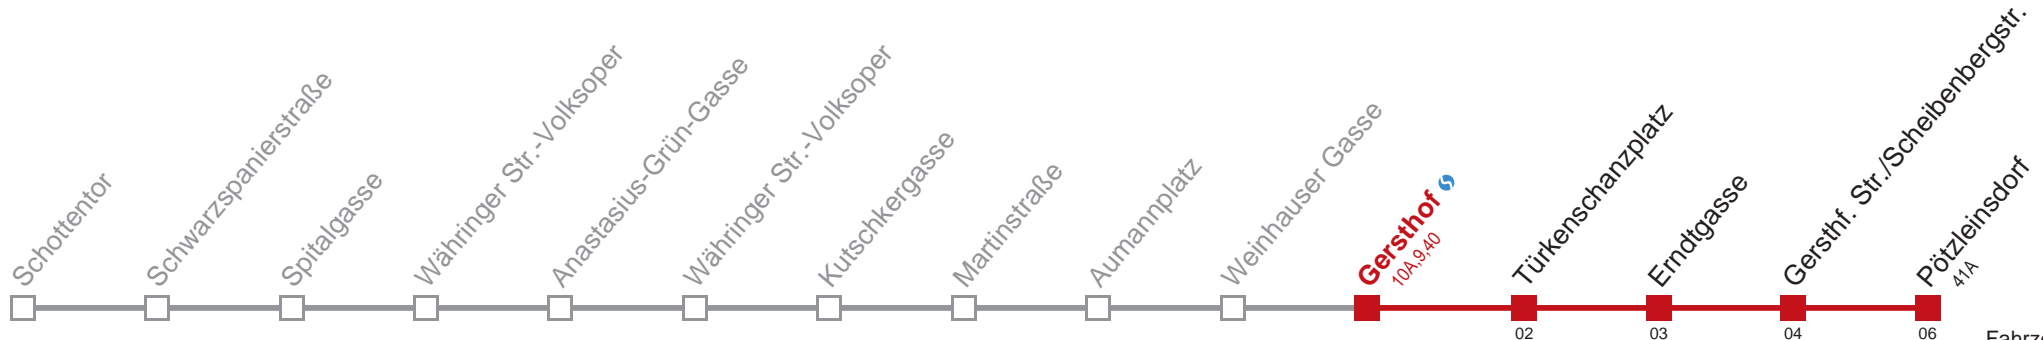 Schottentor
Schwarzspanierstraße
Spitalgasse
Währinger Str.-Volksoper
Anastasius-Grün-Gasse
Währinger Str.-Volksoper
Kutschkergasse
Martinstraße
Aumannplatz
Weinhauser Gasse
Gersthof
10A,9,40
Türkenschanzplatz
Erndtgasse
Gersthf. Str./Scheibenbergstr.
Pötzleinsdorf
41A
02
03
04
06